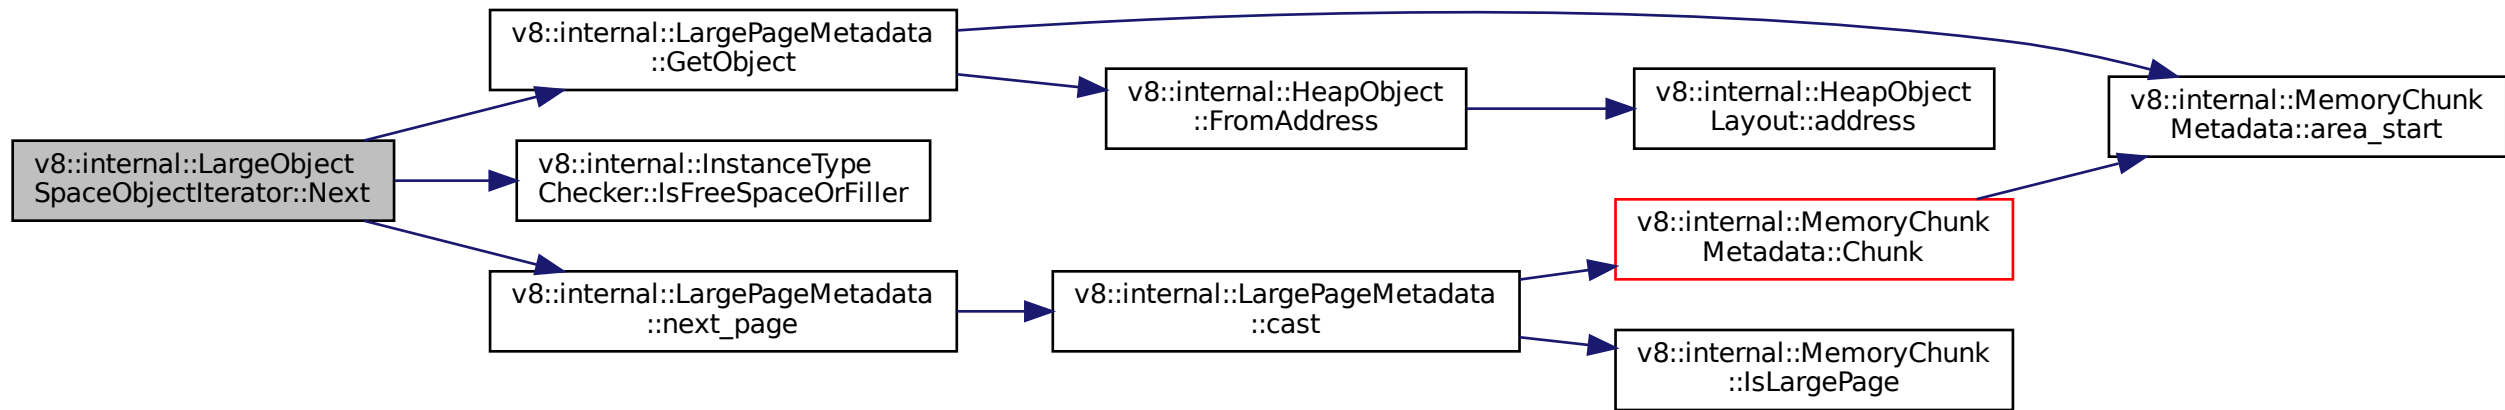 v8::internal::LargeObject
SpaceObjectIterator::Next
v8::internal::LargePageMetadata
::GetObject
v8::internal::InstanceType
Checker::IsFreeSpaceOrFiller
v8::internal::LargePageMetadata
::next_page
v8::internal::HeapObject
::FromAddress
v8::internal::LargePageMetadata
::cast
v8::internal::HeapObject
Layout::address
v8::internal::MemoryChunk
Metadata::Chunk
v8::internal::MemoryChunk
::IsLargePage
v8::internal::MemoryChunk
Metadata::area_start